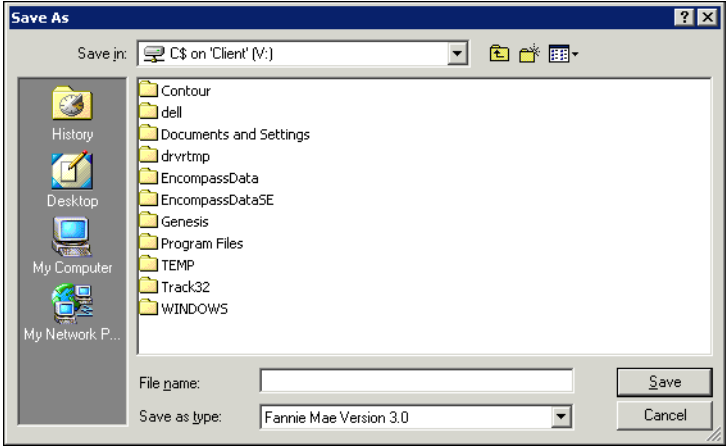 Save As
Save in: C$ on 'Client' (V:)
History
Desktop
My Computer
My Network P...
Contour
dell
Documents and Settings
drvrtmp
EncompassData
EncompassDataSE
Genesis
Program Files
TEMP
Track32
WINDOWS
File name:
Save
Save as type: Fannie Mae Version 3.0
Cancel